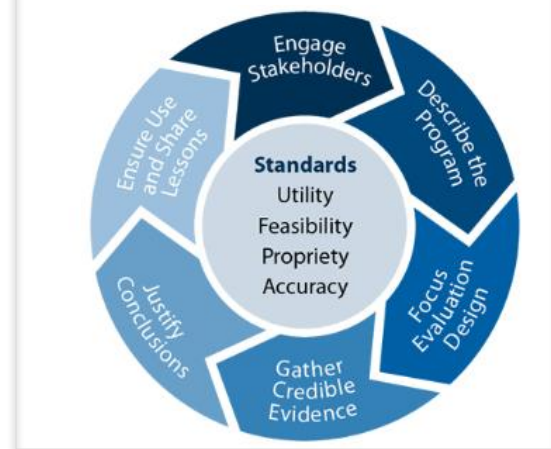 Engage
Stakeholders
Describe the
Program
Focus
Evaluation
Design
Gather
Credible
Evidence
Justify
Conclusions
Ensure Use
and Share
Lessons
Standards
Utility
Feasibility
Propriety
Accuracy